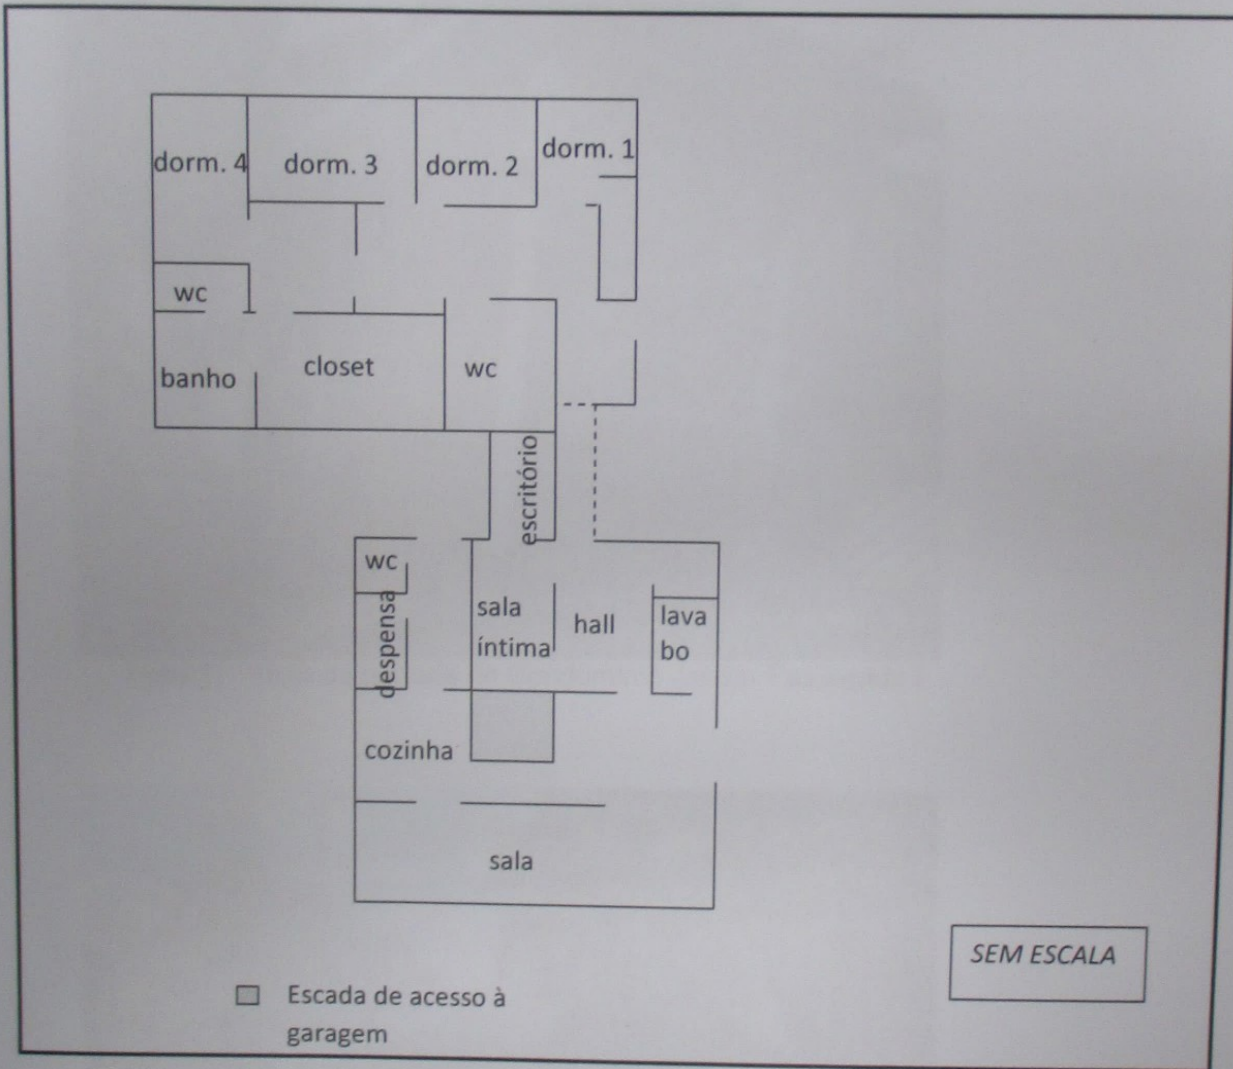 dorm. 4
dorm. 3
dorm. 2
dorm. 1
wc
banho
closet
wc
escritório
wc
despensa
sala
íntima
hall
lava
bo
cozinha
sala
SEM ESCALA
Escada de acesso à
garagem